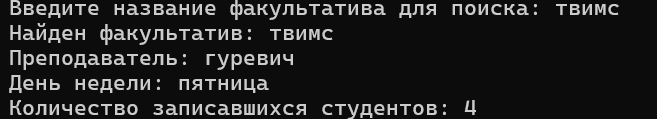 Введите название факультатива для поиска: твимс
Найден факультатив: твимс
Преподаватель: гуревич
День недели: пятница
Количество записавшихся студентов: 4